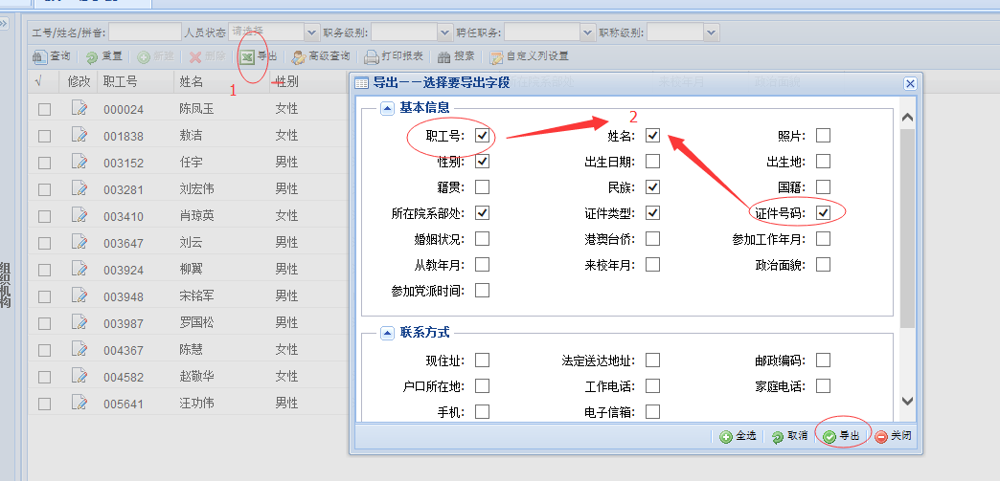 工号/姓名/拼音: 人员状态 请选择 职务级别: 聘任职务: 职称级别:
查询 重置 新建 删除 导出 高级查询 打印报表 搜索 自定义列设置
1
√ 修改 职工号 姓名 性别
000024 陈凤玉 女性
001838 敖洁 女性
003152 任宇 男性
003281 刘宏伟 男性
003410 肖琼英 女性
003647 刘云 男性
003924 柳翼 男性
003948 宋铭军 男性
003987 罗国松 男性
004367 陈慧 女性
004582 赵敬华 女性
005641 汪功伟 男性
组织机构
导出——选择要导出字段
基本信息
2
职工号: 姓名: 照片:
性别: 出生日期: 出生地:
籍贯: 民族: 国籍:
所在院系部处: 证件类型: 证件号码:
婚姻状况: 港澳台侨: 参加工作年月:
从教年月: 来校年月: 政治面貌:
参加党派时间:
联系方式
现住址: 法定送达地址: 邮政编码:
户口所在地: 工作电话: 家庭电话:
手机: 电子信箱:
全选 取消 导出 关闭